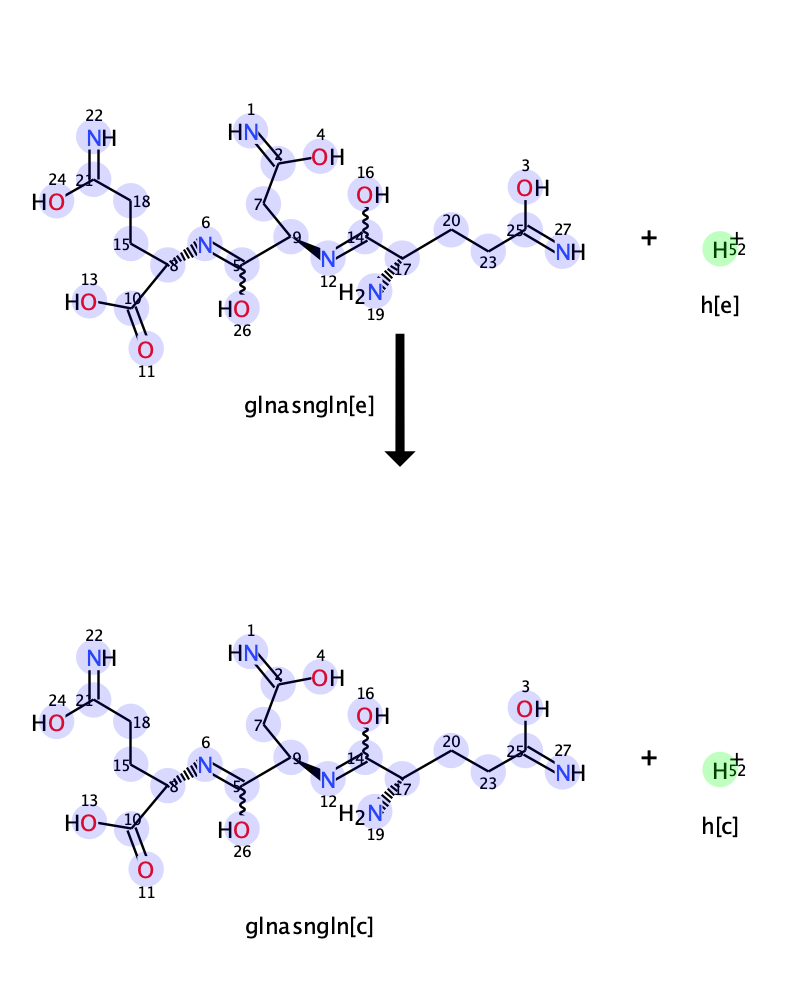 22
1
HN
NH
4
2
OH
3
OH
16
OH
24
21
HO
18
7
6
N
20
25
27
NH
15
5
9
14
+
H+
52
8
N
12
17
23
13
HO
10
H2N
19
h[e]
HO
26
O
11
glnasngln[e]
22
1
HN
NH
4
2
OH
3
OH
16
OH
24
21
HO
18
7
6
N
20
25
27
NH
15
5
9
14
+
H+
52
8
N
12
17
23
13
HO
10
H2N
19
h[c]
HO
26
O
11
glnasngln[c]